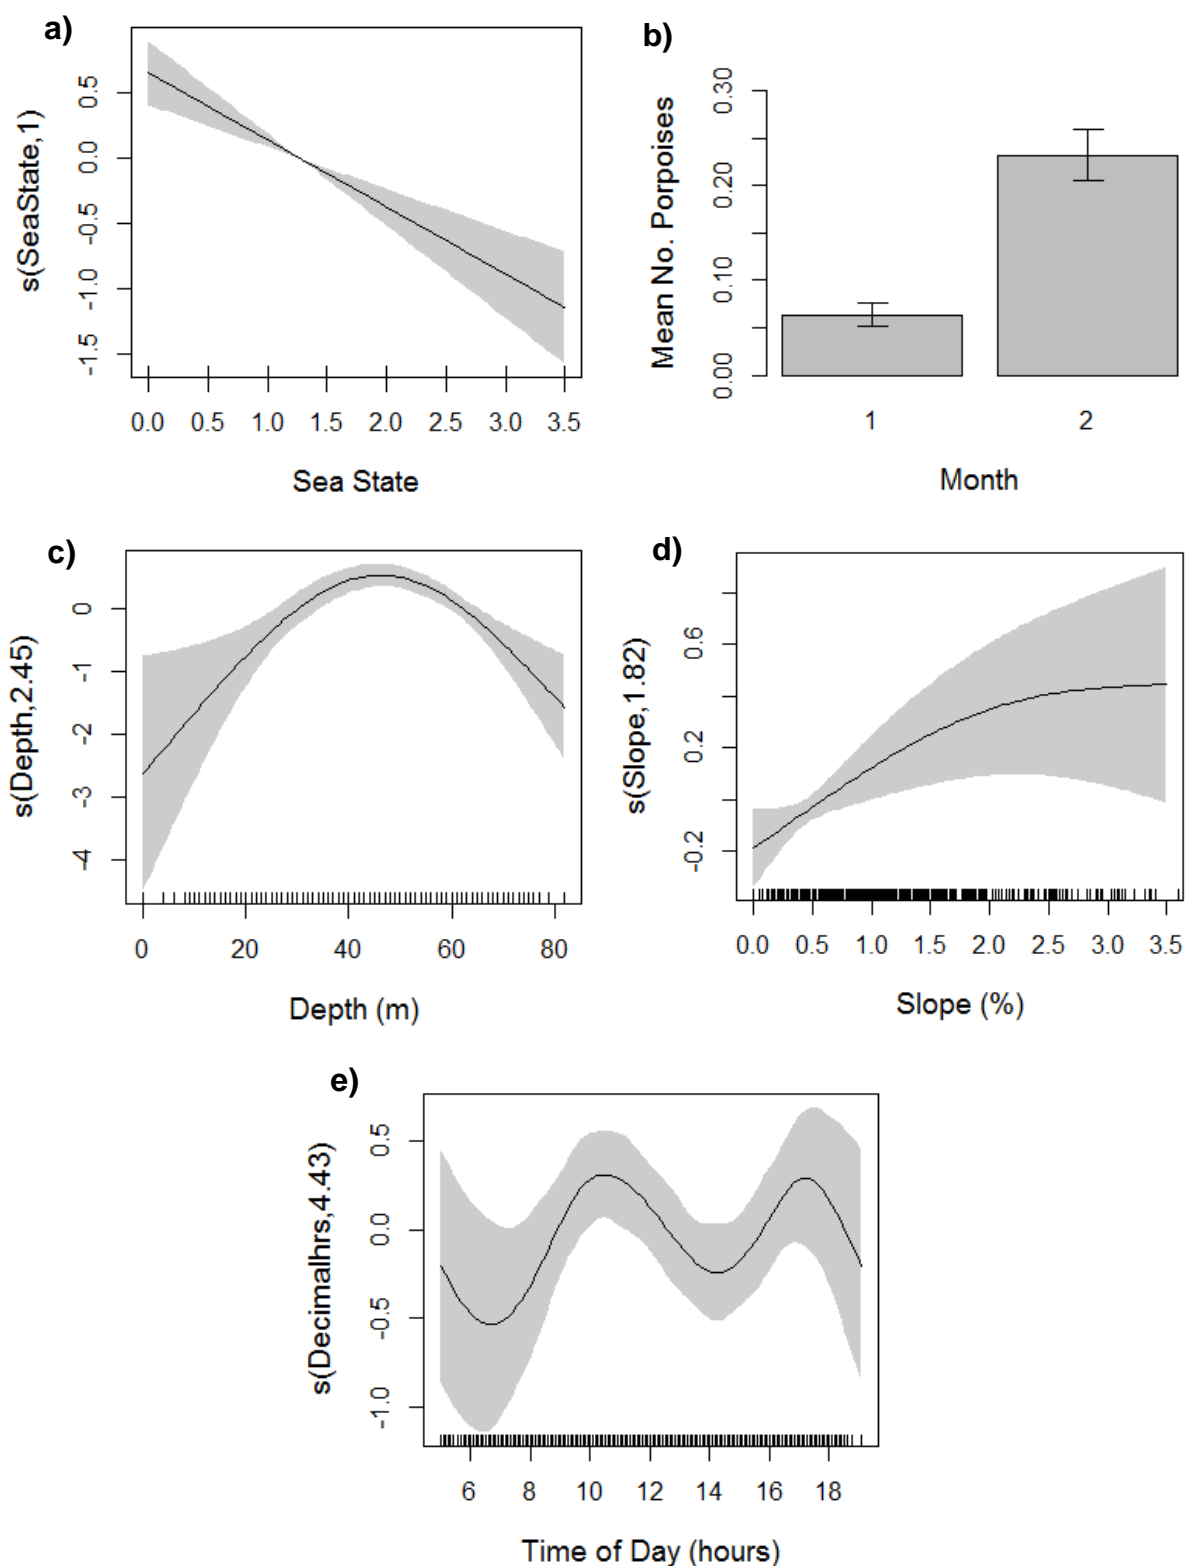 a)
s(SeaState,1)
0.5
0.0
-0.5
-1.0
-1.5
0.0 0.5 1.0 1.5 2.0 2.5 3.0 3.5
Sea State
b)
Mean No. Porpoises
0.30
0.20
0.10
0.00
1 2
Month
c)
s(Depth,2.45)
0
-1
-2
-3
-4
0 20 40 60 80
Depth (m)
d)
s(Slope,1.82)
0.6
0.2
-0.2
0.0 0.5 1.0 1.5 2.0 2.5 3.0 3.5
Slope (%)
e)
s(Decimalhrs,4.43)
0.5
0.0
-0.5
-1.0
6 8 10 12 14 16 18
Time of Day (hours)